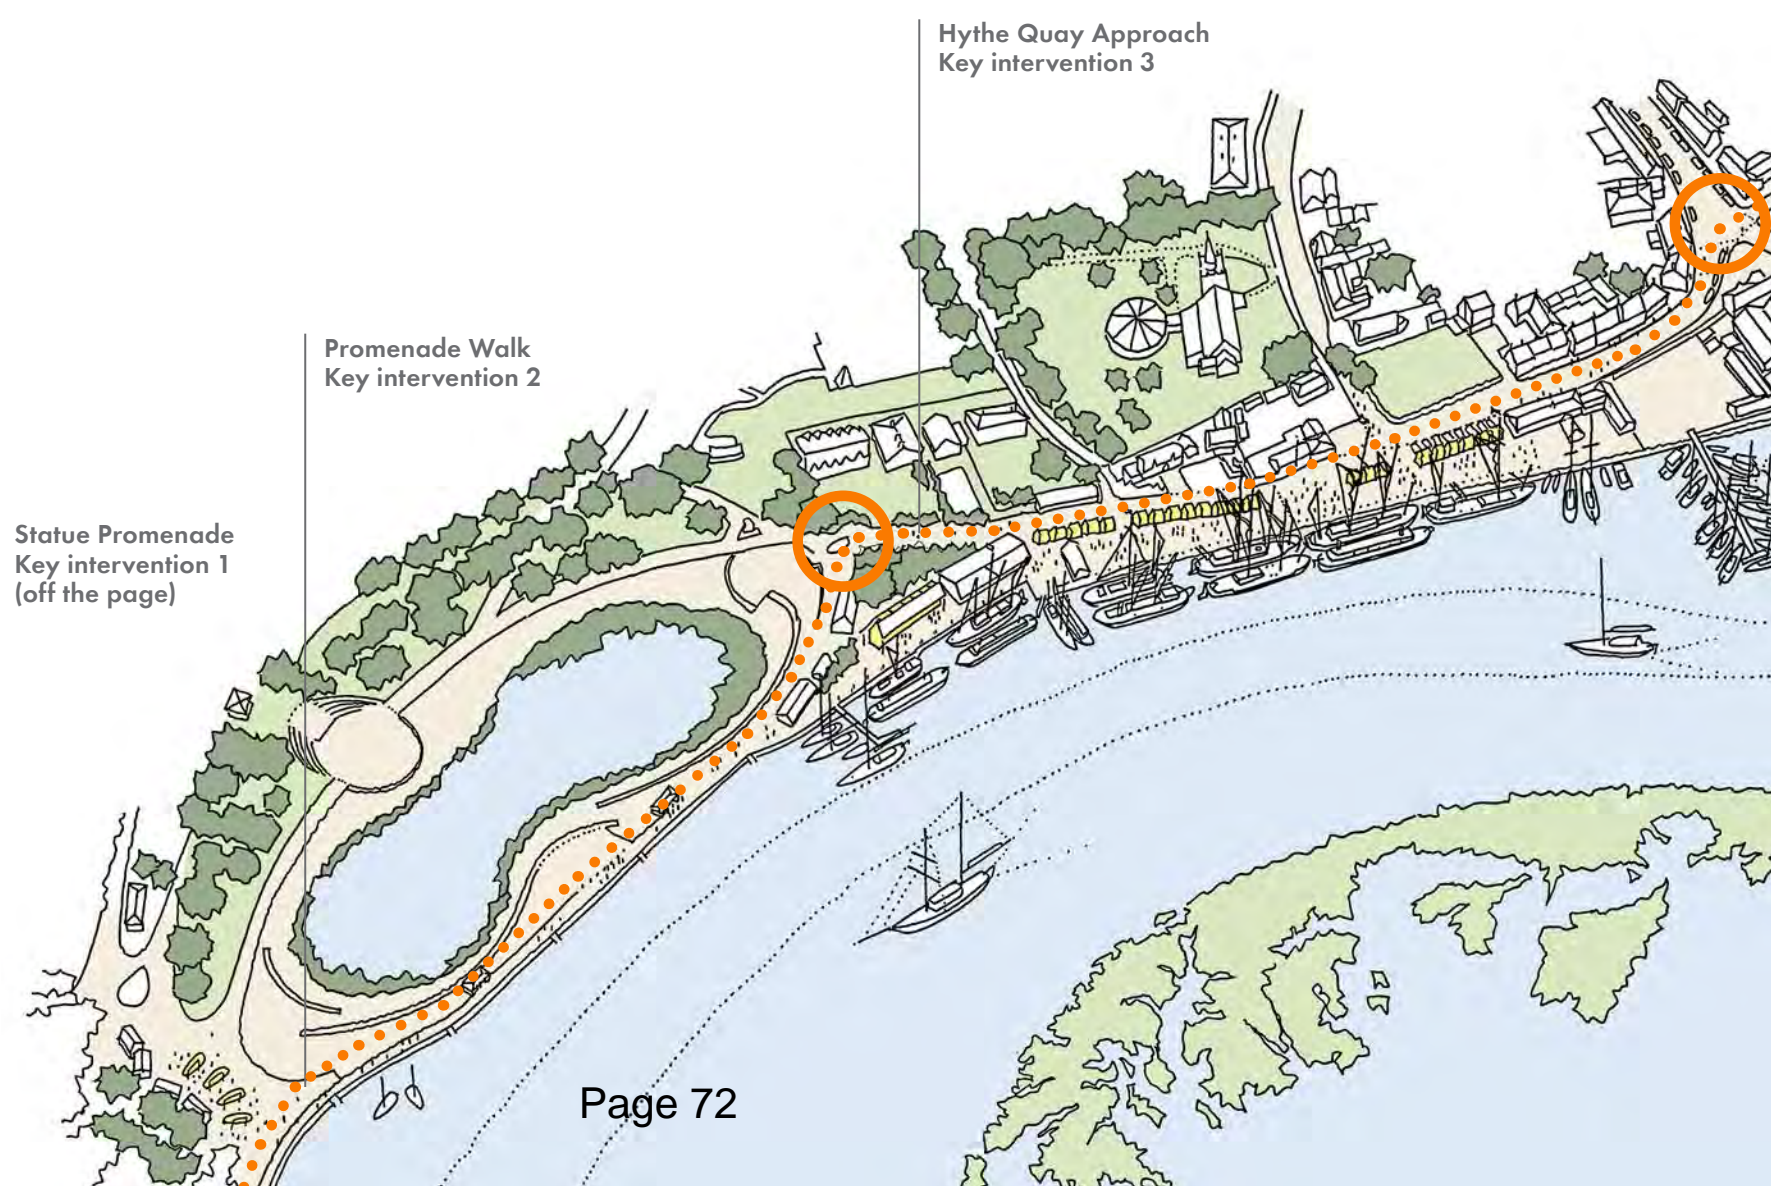 Hythe Quay Approach
Key intervention 3
Promenade Walk
Key intervention 2
Statue Promenade
Key intervention 1
(off the page)
Page 72